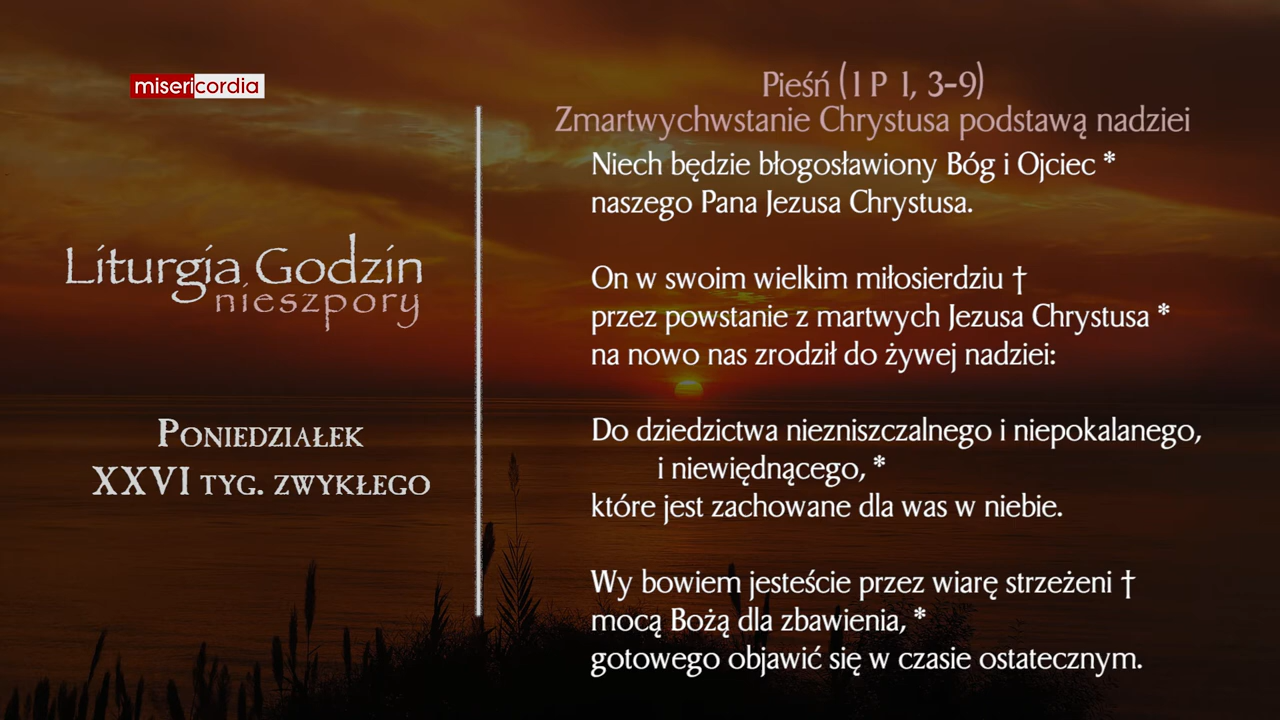 misericordia
Liturgia Godzin
nieszpory
Poniedziałek
XXVI tyg. zwykłego
Pieśń (1 P 1, 3-9)
Zmartwychwstanie Chrystusa podstawą nadziei
Niech będzie błogosławiony Bóg i Ojciec *
naszego Pana Jezusa Chrystusa.
On w swoim wielkim miłosierdziu †
przez powstanie z martwych Jezusa Chrystusa *
na nowo nas zrodził do żywej nadziei:
Do dziedzictwa niezniszczalnego i niepokalanego,
i niewiędnącego, *
które jest zachowane dla was w niebie.
Wy bowiem jesteście przez wiarę strzeżeni †
mocą Bożą dla zbawienia, *
gotowego objawić się w czasie ostatecznym.